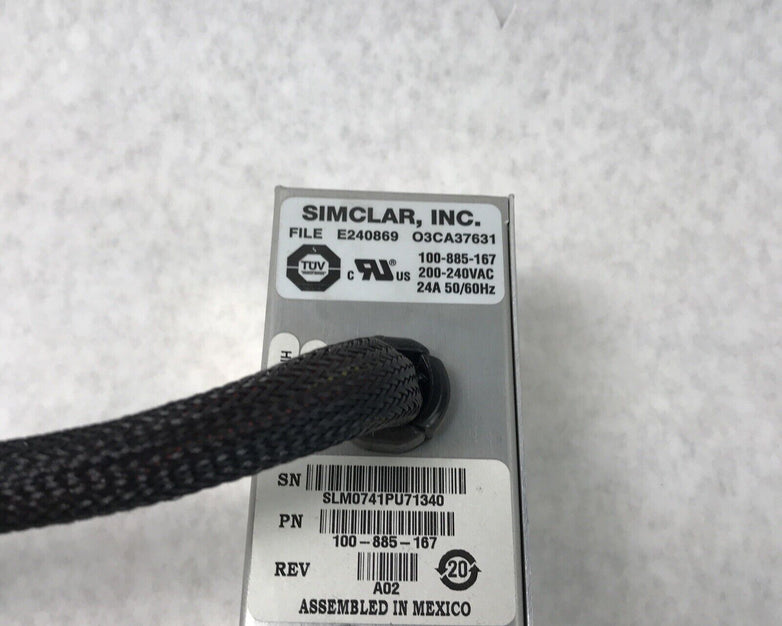 SIMCLAR, INC.
FILE E240869 O3CA37631
TÜV
C ® US
100-885-167
200-240VAC
24A 50/60Hz
SN
SLM0741PU71340
PN
100-885-167
REV
A02
20
ASSEMBLED IN MEXICO